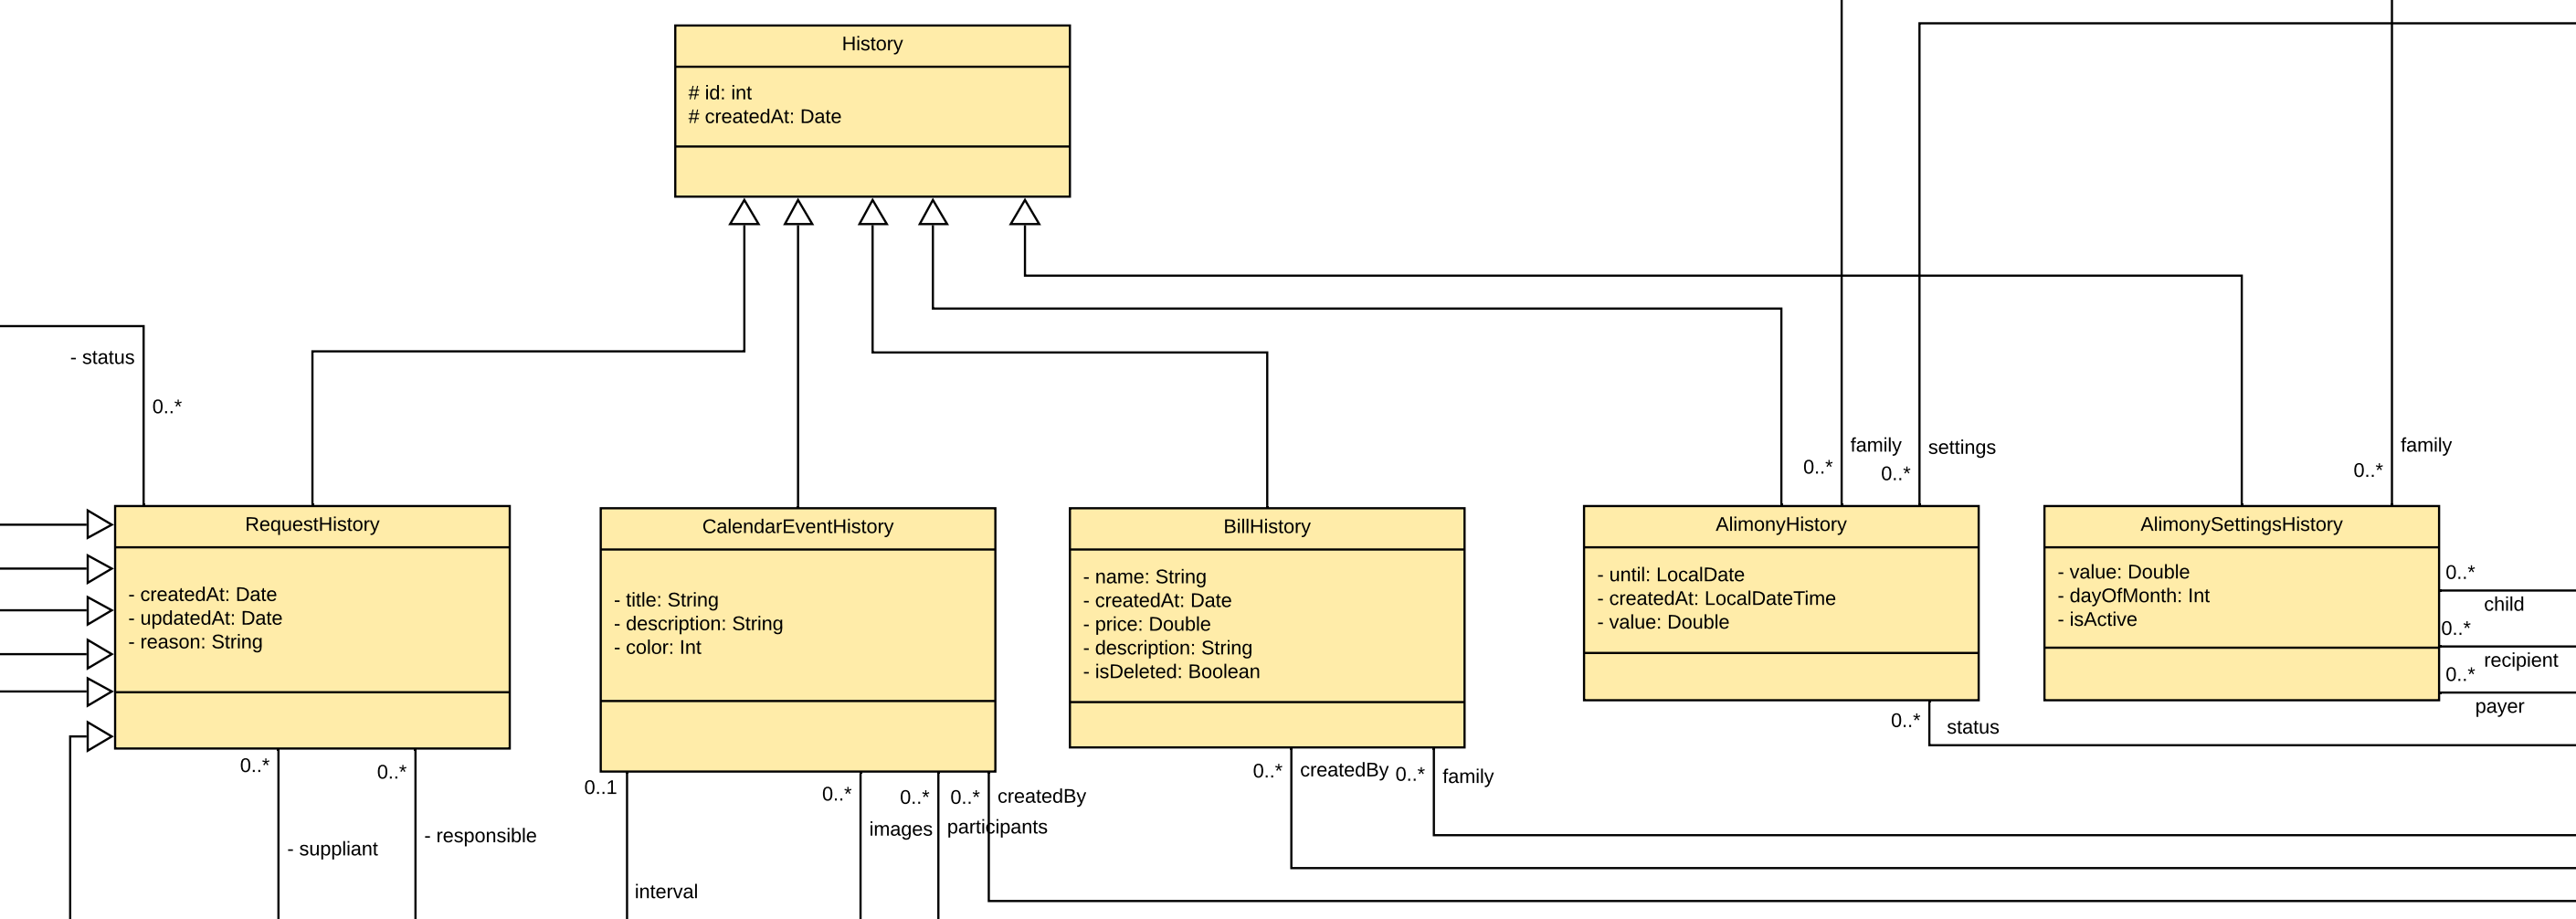 History
# id: int
# createdAt: Date
- status
0..*
family
0..*
settings
0..*
family
0..*
RequestHistory
- createdAt: Date
- updatedAt: Date
- reason: String
0..*
- suppliant
0..*
- responsible
CalendarEventHistory
- title: String
- description: String
- color: Int
0..1
interval
0..*
images
0..*
participants
0..*
createdBy
BillHistory
- name: String
- createdAt: Date
- price: Double
- description: String
- isDeleted: Boolean
0..*
createdBy
0..*
family
AlimonyHistory
- until: LocalDate
- createdAt: LocalDateTime
- value: Double
0..*
status
AlimonySettingsHistory
- value: Double
- dayOfMonth: Int
- isActive
0..*
child
0..*
recipient
0..*
payer